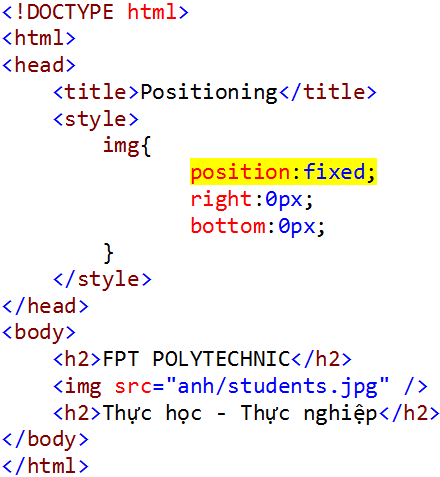 <!DOCTYPE html>
<html>
<head>
    <title>Positioning</title>
    <style>
        img{
            position:fixed;
            right:0px;
            bottom:0px;
        }
    </style>
</head>
<body>
    <h2>FPT POLYTECHNIC</h2>
    <img src="anh/students.jpg" />
    <h2>Thực học - Thực nghiệp</h2>
</body>
</html>